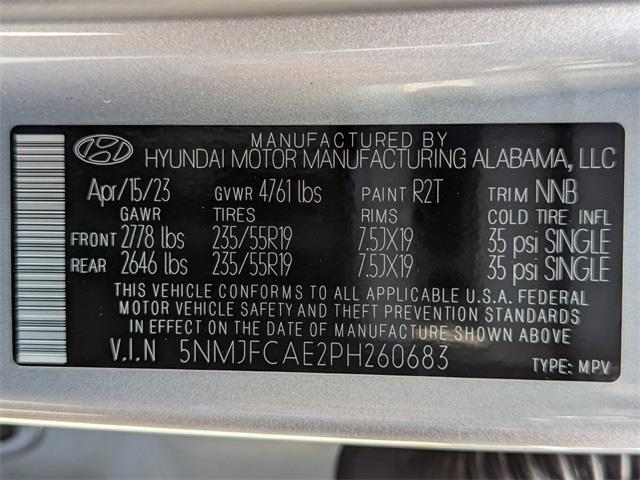 MANUFACTURED BY
HYUNDAI MOTOR MANUFACTURING ALABAMA, LLC
Apr/15/23 GVWR 4761 lbs PAINT R2T TRIM NNB
GAWR TIRES RIMS COLD TIRE INFL
FRONT 2778 lbs 235/55R19 7.5JX19 35 psi SINGLE
REAR 2646 lbs 235/55R19 7.5JX19 35 psi SINGLE
THIS VEHICLE CONFORMS TO ALL APPLICABLE U.S.A. FEDERAL
MOTOR VEHICLE SAFETY AND THEFT PREVENTION STANDARDS
IN EFFECT ON THE DATE OF MANUFACTURE SHOWN ABOVE
V.I.N 5NMJFCAE2PH260683 TYPE: MPV